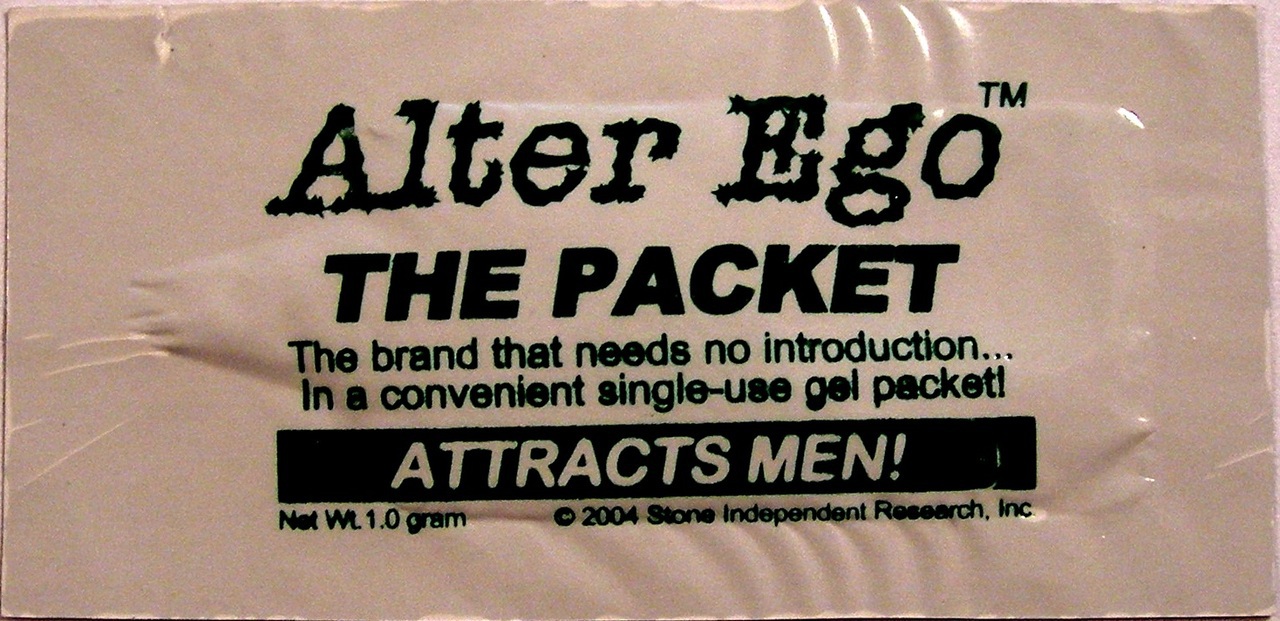 Alter Ego™
THE PACKET
The brand that needs no introduction...
In a convenient single-use gel packet!
ATTRACTS MEN!
Net Wt. 1.0 gram © 2004 Stone Independent Research, Inc